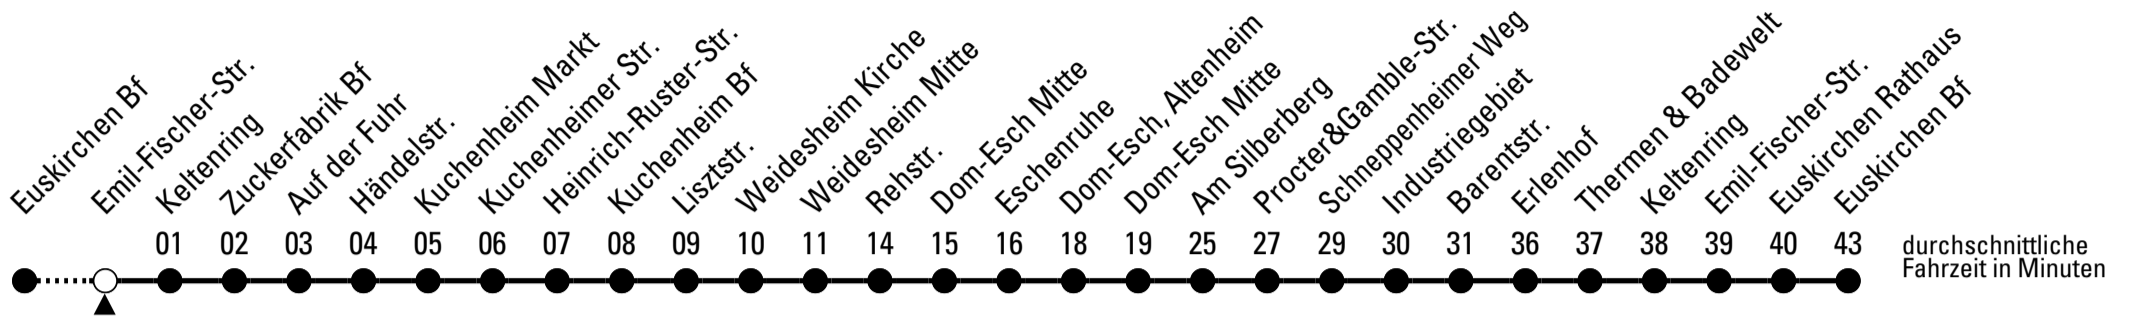 Euskirchen Bf
Emil-Fischer-Str.
Keltenring
Zuckerfabrik Bf
Auf der Fuhr
Händelstr.
Kuchenheim Markt
Kuchenheimer Str.
Heinrich-Ruster-Str.
Kuchenheim Bf
Lisztstr.
Weidesheim Kirche
Weidesheim Mitte
Rehstr.
Dom-Esch Mitte
Eschenruhe
Dom-Esch, Altenheim
Dom-Esch Mitte
Am Silberberg
Procter&Gamble-Str.
Schneppenheimer Weg
Industriegebiet
Barentstr.
Erlenhof
Thermen & Badewelt
Keltenring
Emil-Fischer-Str.
Euskirchen Rathaus
Euskirchen Bf
01 02 03 04 05 06 07 08 09 10 11 14 15 16 18 19 25 27 29 30 31 36 37 38 39 40 43
durchschnittliche
Fahrzeit in Minuten